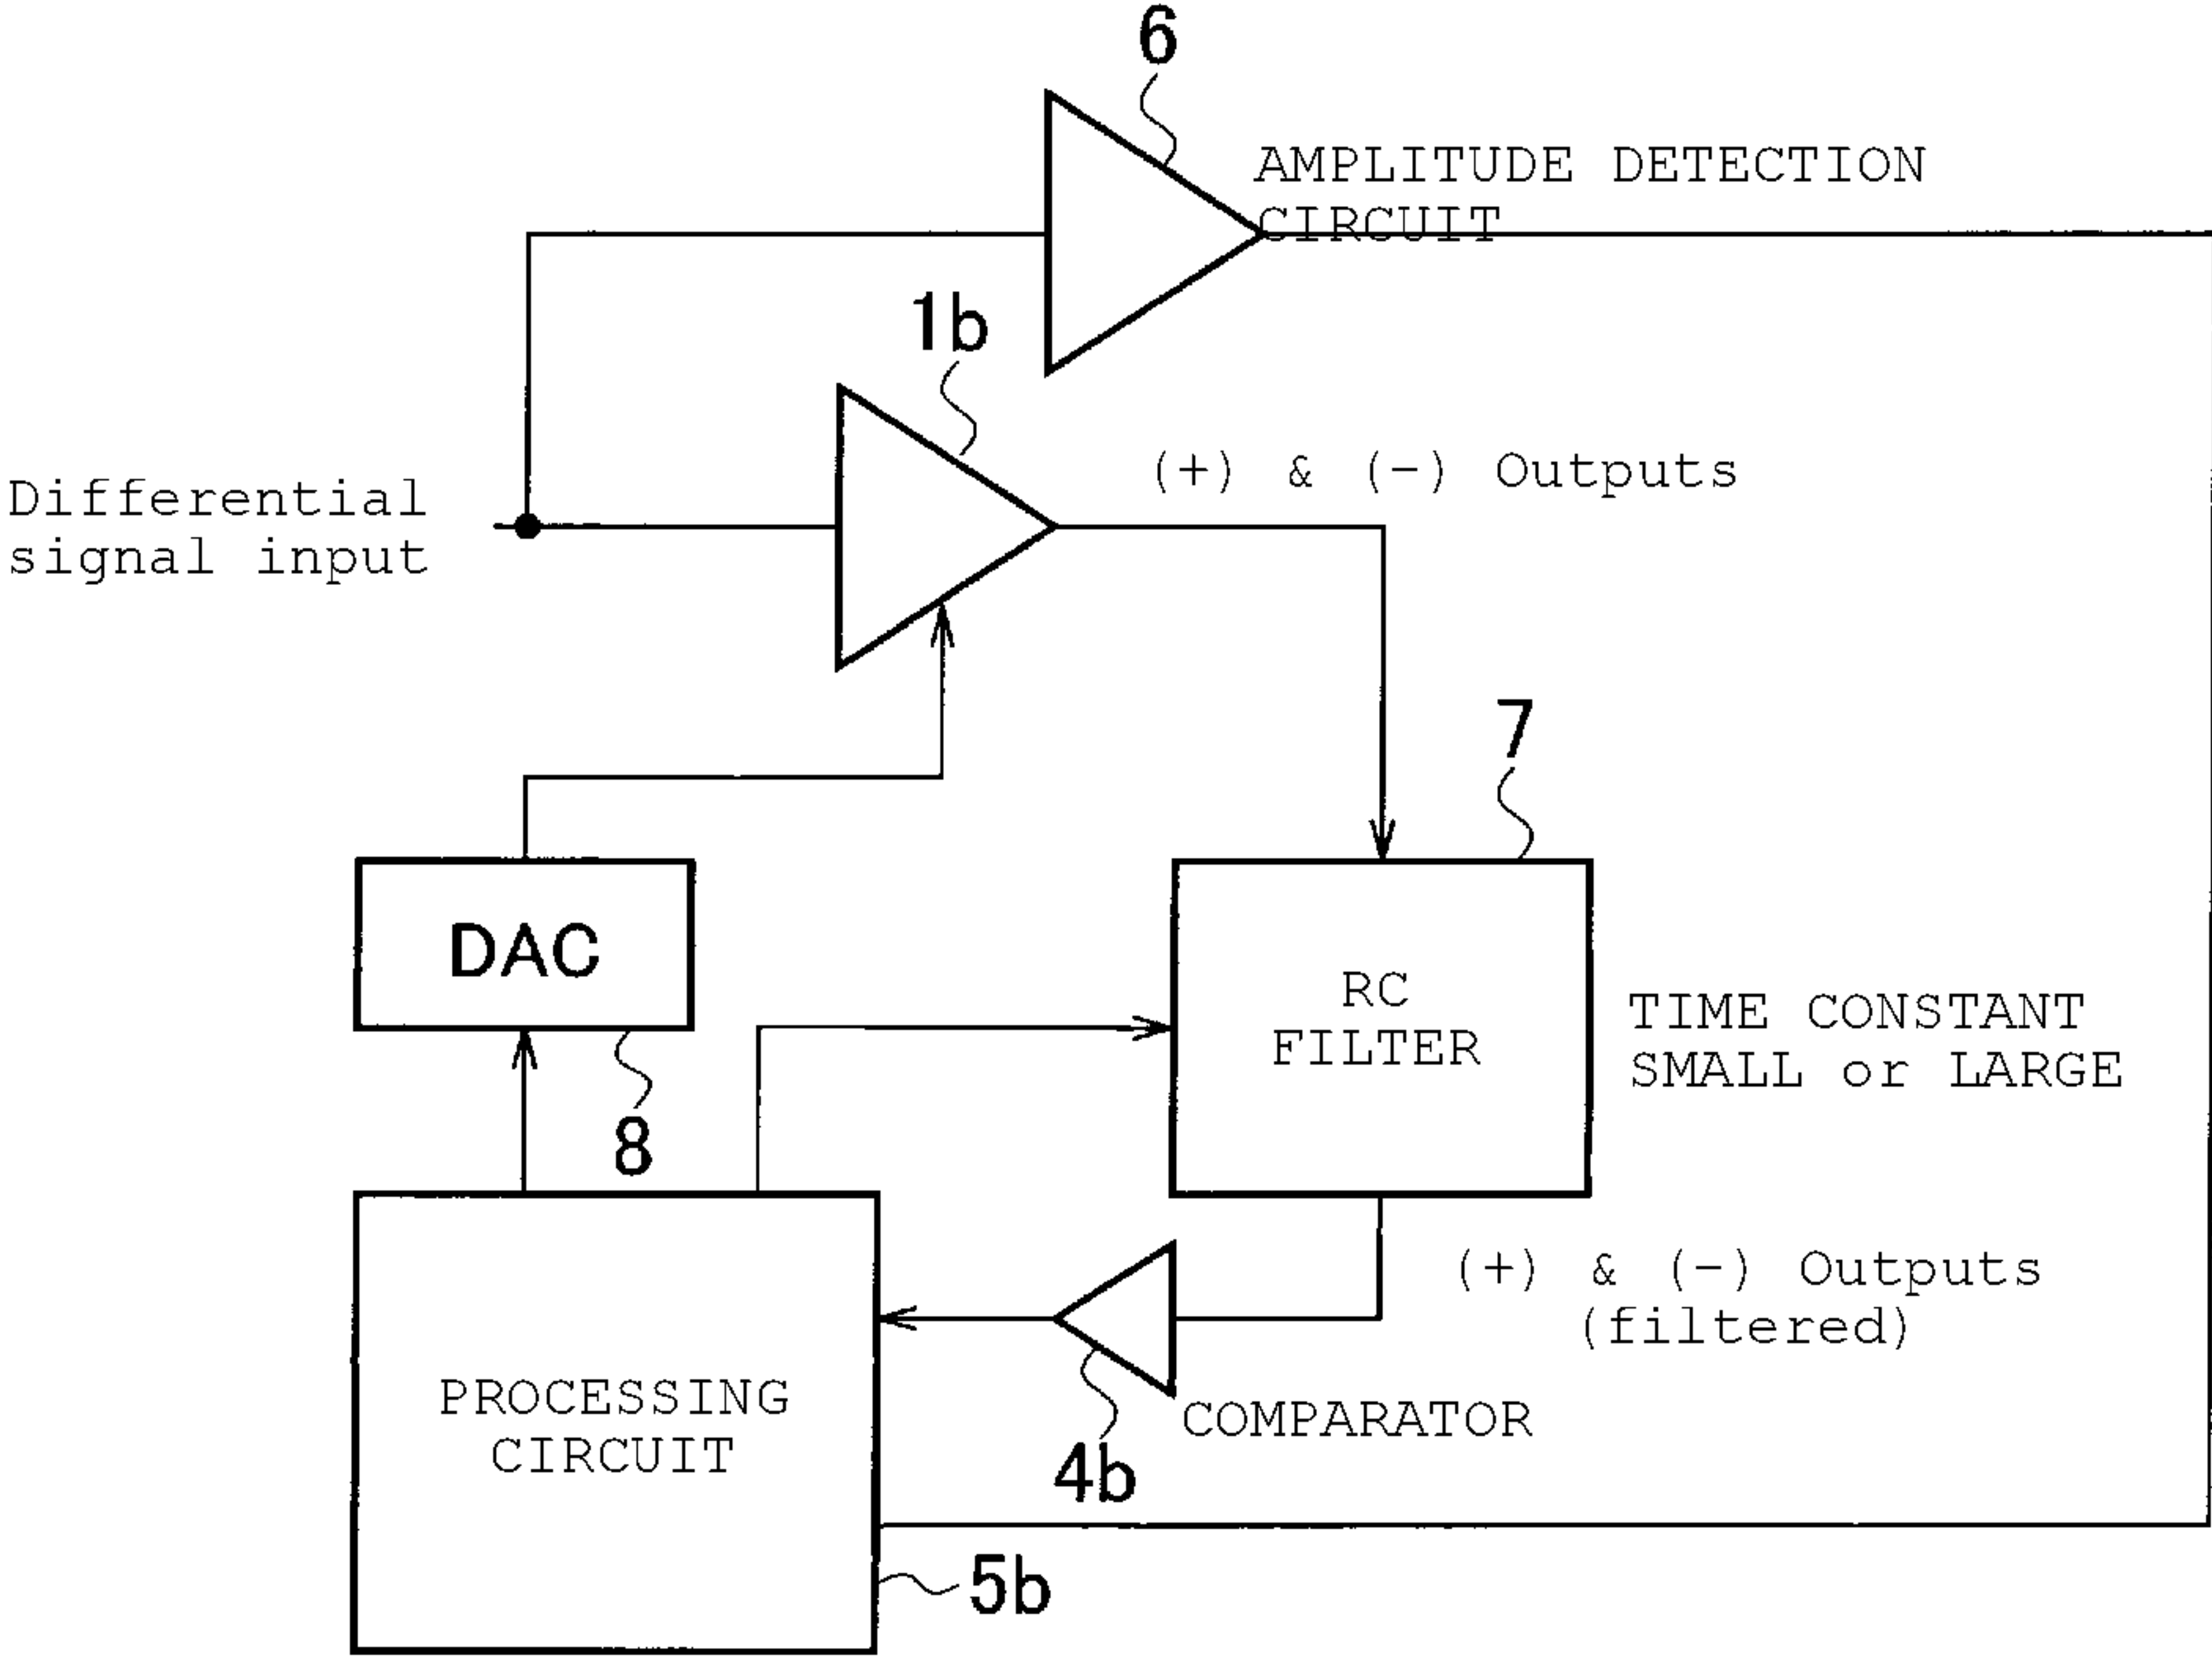 6
AMPLITUDE DETECTION
CIRCUIT
1b
(+) & (-) Outputs
Differential
signal input
7
DAC
RC
FILTER
TIME CONSTANT
SMALL or LARGE
8
(+) & (-) Outputs
(filtered)
PROCESSING
CIRCUIT
COMPARATOR
4b
5b